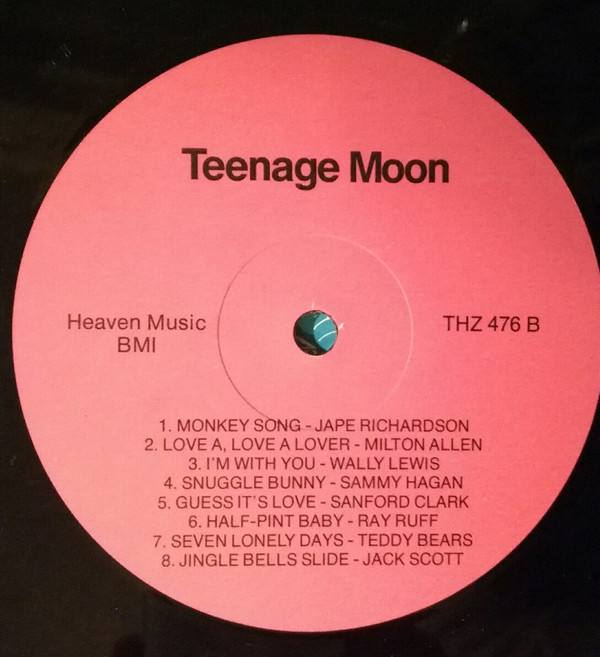 Teenage Moon
Heaven Music
BMI
THZ 476 B
1. MONKEY SONG - JAPE RICHARDSON
2. LOVE A, LOVE A LOVER - MILTON ALLEN
3. I'M WITH YOU - WALLY LEWIS
4. SNUGGLE BUNNY - SAMMY HAGAN
5. GUESS IT'S LOVE - SANFORD CLARK
6. HALF-PINT BABY - RAY RUFF
7. SEVEN LONELY DAYS - TEDDY BEARS
8. JINGLE BELLS SLIDE - JACK SCOTT